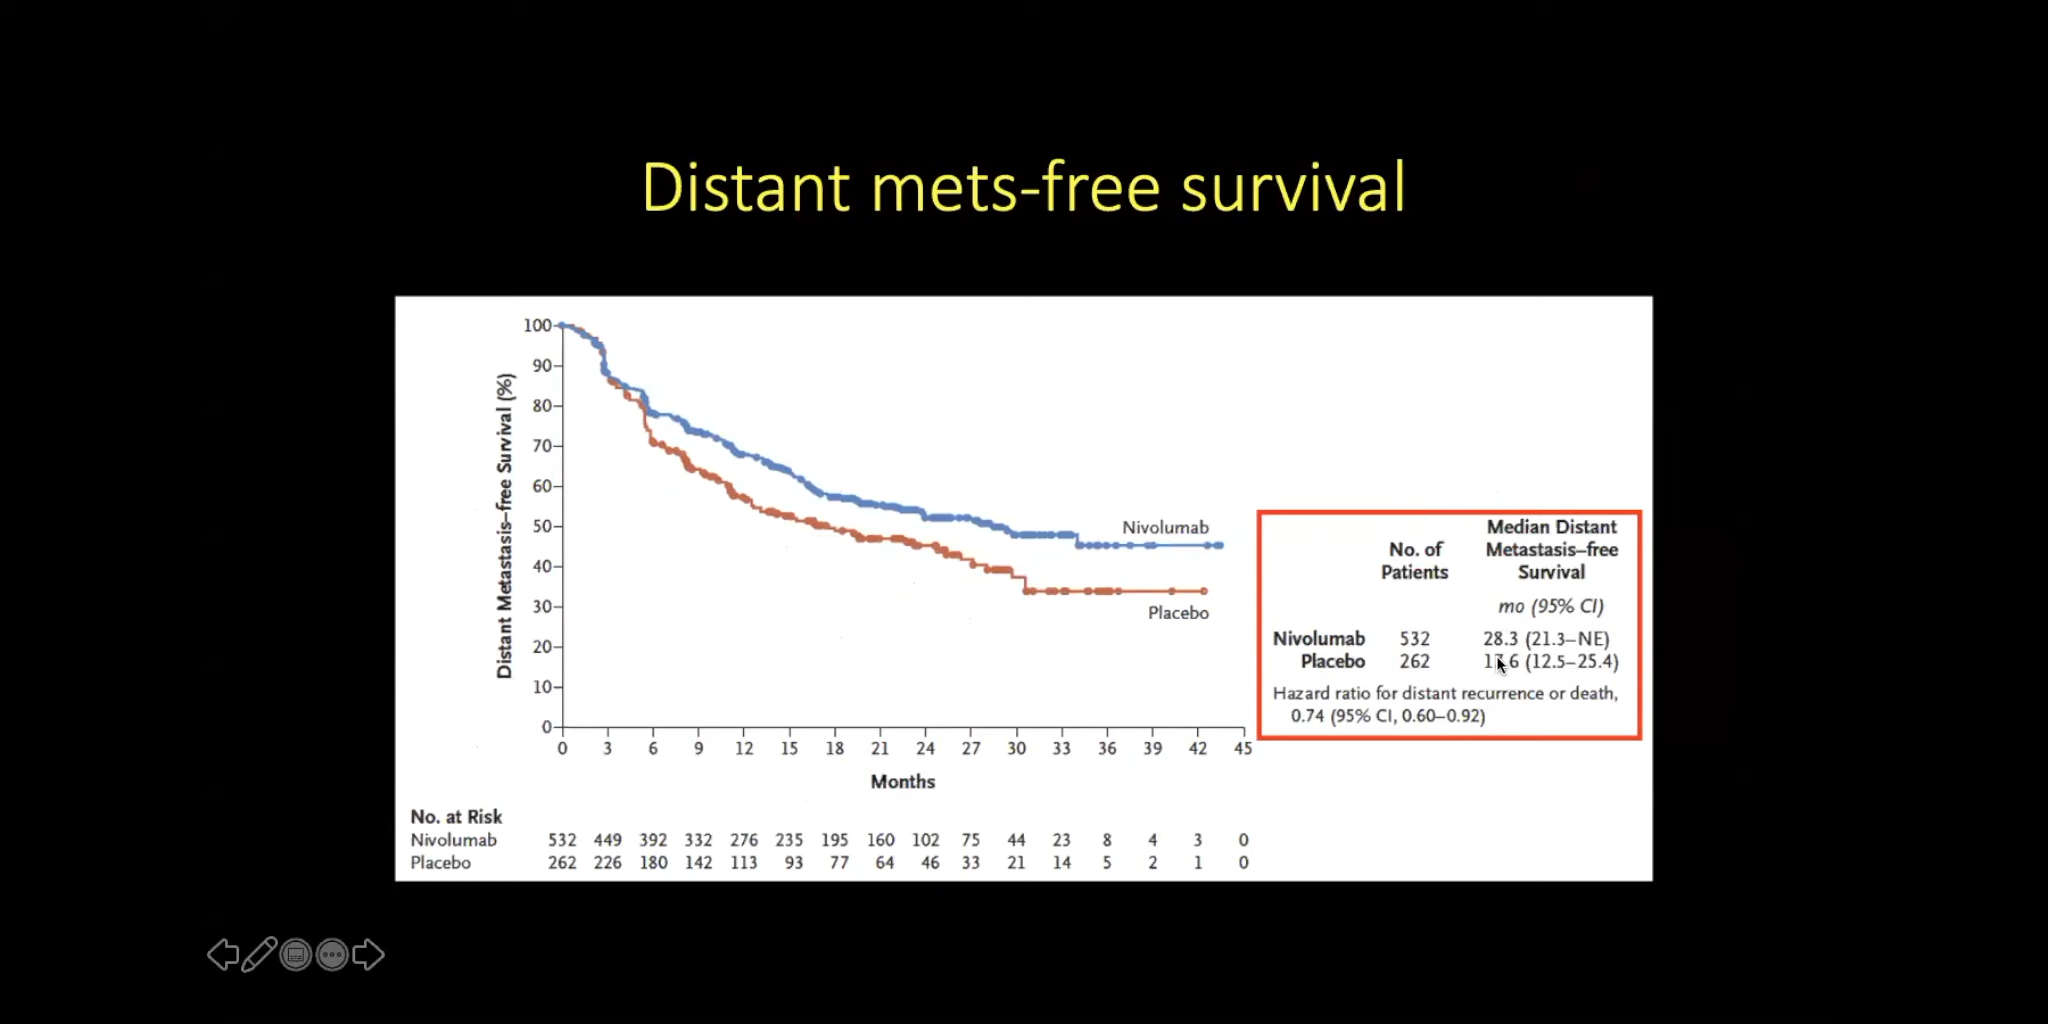 Distant mets-free survival
Distant Metastasis–free Survival (%)
100
90
80
70
60
50
40
30
20
10
0
Nivolumab
Placebo
0 3 6 9 12 15 18 21 24 27 30 33 36 39 42 45
Months
No. of Patients
Median Distant Metastasis–free Survival
mo (95% CI)
Nivolumab 532 28.3 (21.3–NE)
Placebo 262 17.6 (12.5–25.4)
Hazard ratio for distant recurrence or death,
0.74 (95% CI, 0.60–0.92)
No. at Risk
Nivolumab 532 449 392 332 276 235 195 160 102 75 44 23 8 4 3 0
Placebo 262 226 180 142 113 93 77 64 46 33 21 14 5 2 1 0